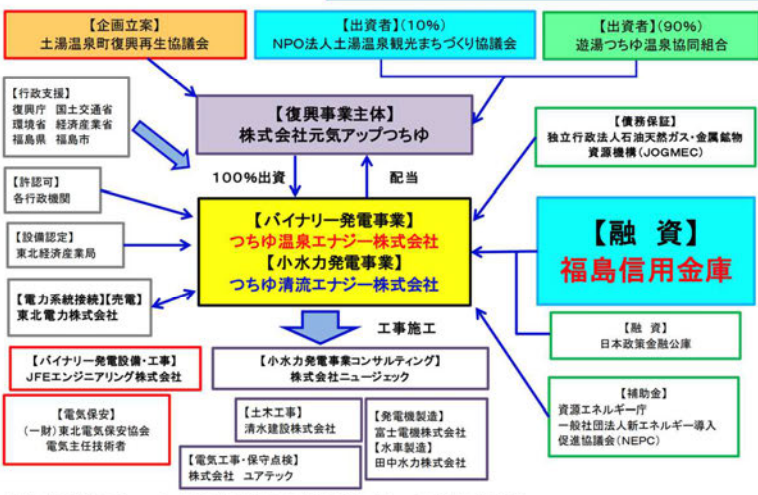 【企画立案】
土湯温泉町復興再生協議会
【出資者】(10%)
NPO法人土湯温泉観光まちづくり協議会
【出資者】(90%)
遊湯つちゆ温泉協同組合
【行政支援】
復興庁 国土交通省
環境省 経済産業省
福島県 福島市
【復興事業主体】
株式会社元気アップつちゆ
【債務保証】
独立行政法人石油天然ガス・金属鉱物
資源機構(JOGMEC)
100%出資
配当
【許認可】
各行政機関
【設備認定】
東北経済産業局
【電力系統接続】【売電】
東北電力株式会社
【バイナリー発電事業】
つちゆ温泉エナジー株式会社
【小水力発電事業】
つちゆ清流エナジー株式会社
【融 資】
福島信用金庫
工事施工
【融 資】
日本政策金融公庫
【バイナリー発電設備・工事】
JFEエンジニアリング株式会社
【小水力発電事業コンサルティング】
株式会社ニュージェック
【補助金】
資源エネルギー庁
一般社団法人新エネルギー導入
促進協議会(NEPC)
【電気保安】
(一財)東北電気保安協会
電気主任技術者
【土木工事】
清水建設株式会社
【発電機製造】
富士電機株式会社
【水車製造】
田中水力株式会社
【電気工事・保守点検】
株式会社 ユアテック